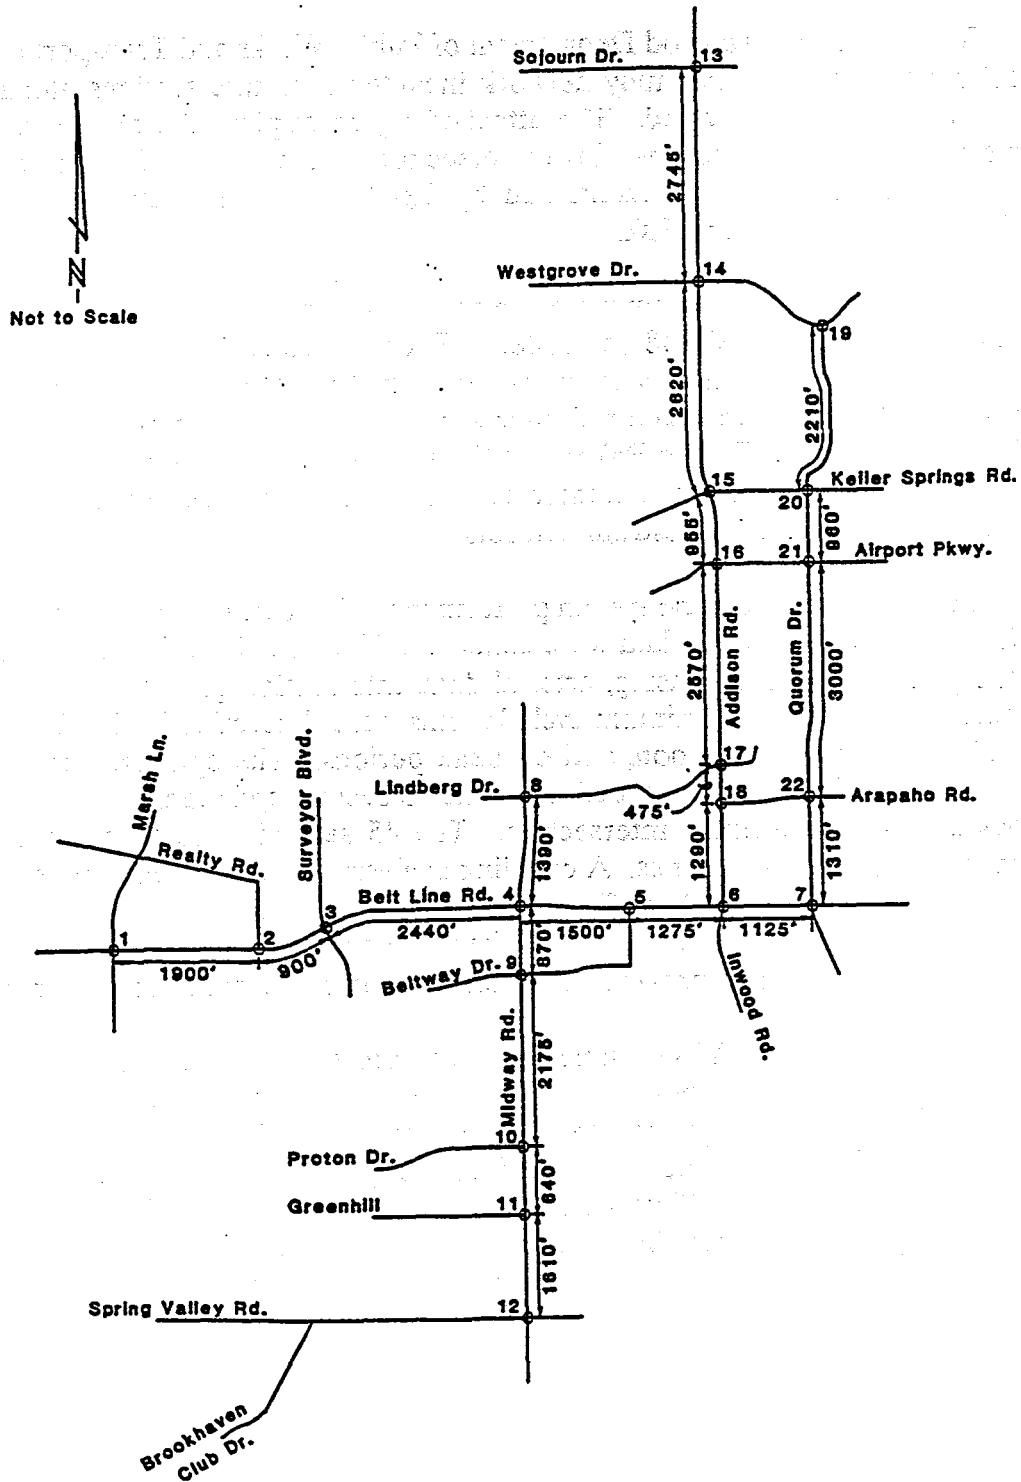 Sojourn Dr.
13
2745'
Westgrove Dr.
14
N
Not to Scale
19
2620'
2210'
15
Keller Springs Rd.
20
955'
960'
16
21
Airport Pkwy.
2570'
Addison Rd.
Quorum Dr.
3000'
Marsh Ln.
Surveyor Blvd.
17
Lindberg Dr.
8
18
22
Arapaho Rd.
475'
Realty Rd.
1390'
1290'
1310'
Belt Line Rd.
4
5
6
7
3
1
2
2440'
1500'
1275'
1125'
1900'
900'
870'
Beltway Dr.
9
Inwood Rd.
Midway Rd.
2175'
10
Proton Dr.
640'
Greenhill
11
1610'
Spring Valley Rd.
12
Brookhaven
Club Dr.